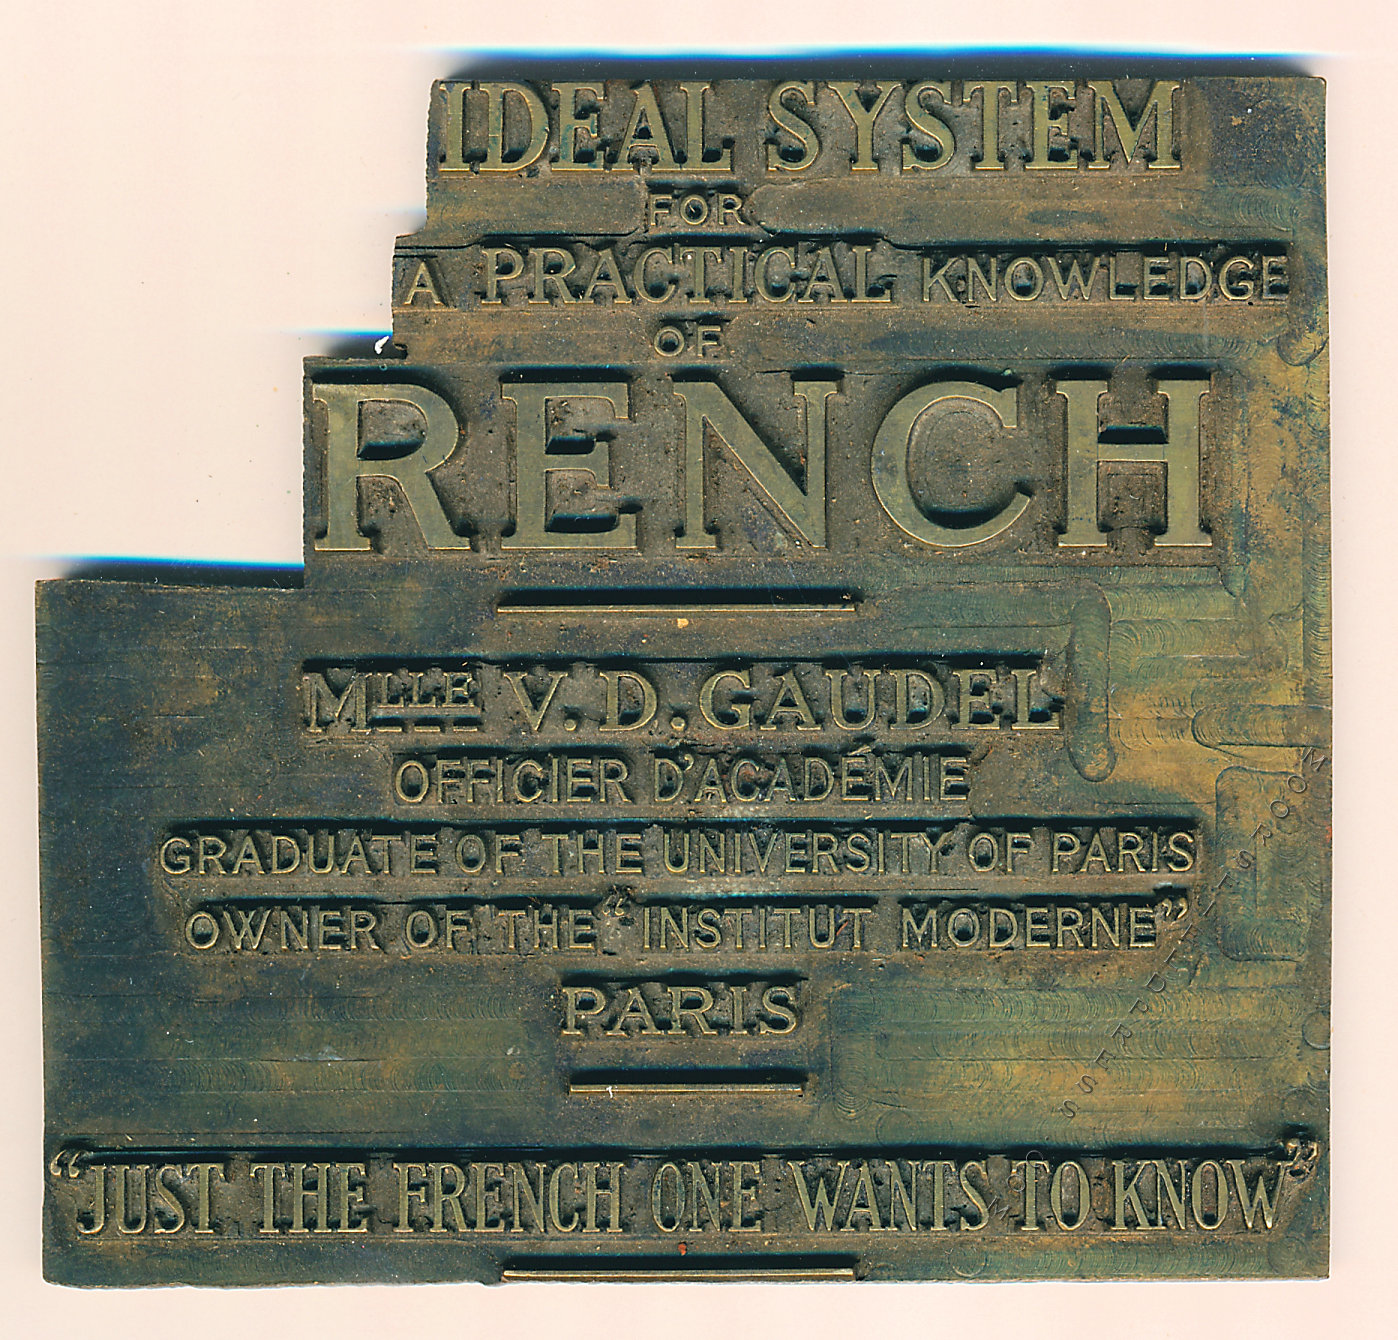 IDEAL SYSTEM
FOR
A PRACTICAL KNOWLEDGE
OF
RENCH
MLLE V. D. GAUDEL
OFFICIER D'ACADÉMIE
GRADUATE OF THE UNIVERSITY OF PARIS
OWNER OF THE “INSTITUT MODERNE”
PARIS
“JUST THE FRENCH ONE WANTS TO KNOW”